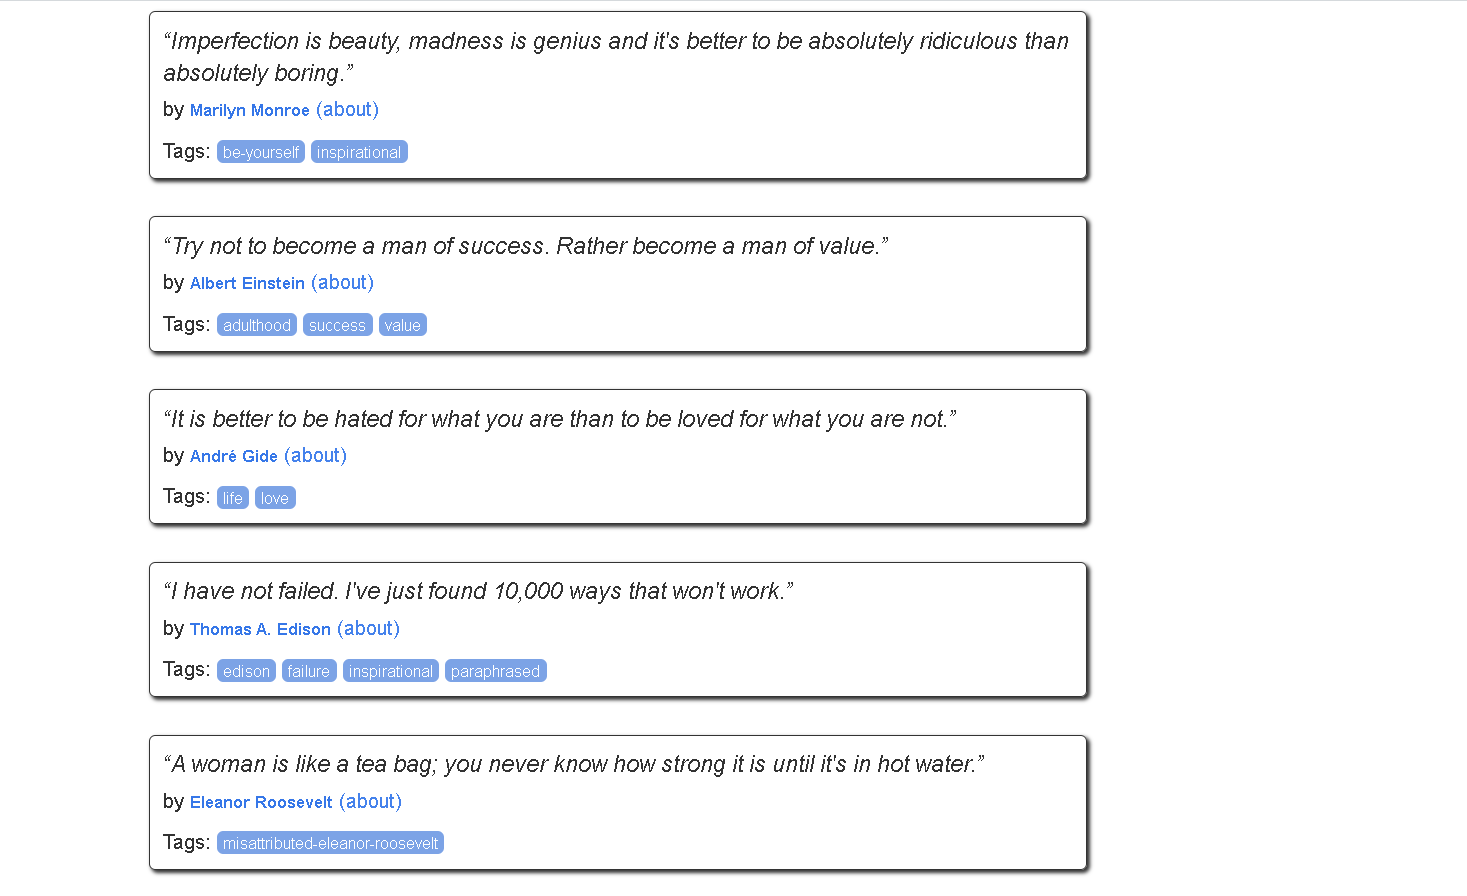 “Imperfection is beauty, madness is genius and it's better to be absolutely ridiculous than
absolutely boring.”
by Marilyn Monroe (about)
Tags: be-yourself inspirational
“Try not to become a man of success. Rather become a man of value.”
by Albert Einstein (about)
Tags: adulthood success value
“It is better to be hated for what you are than to be loved for what you are not.”
by André Gide (about)
Tags: life love
“I have not failed. I've just found 10,000 ways that won't work.”
by Thomas A. Edison (about)
Tags: edison failure inspirational paraphrased
“A woman is like a tea bag; you never know how strong it is until it's in hot water.”
by Eleanor Roosevelt (about)
Tags: misattributed-eleanor-roosevelt